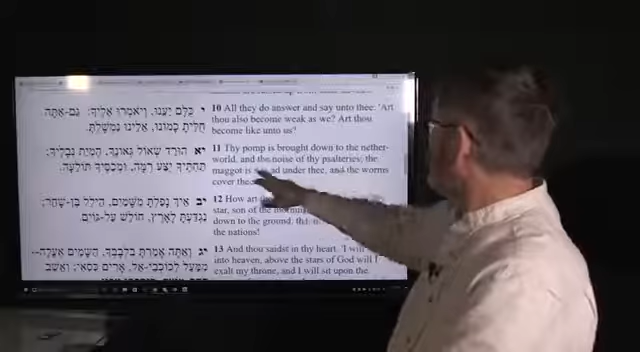 י כֻּלָּם יַעֲנוּ, וְיֹאמְרוּ אֵלֶיךָ: גַּם-אַתָּה
חֻלֵּיתָ כָמוֹנוּ, אֵלֵינוּ נִמְשָׁלְתָּ.
10 All they do answer and say unto thee: 'Art
thou also become weak as we? Art thou
become like unto us?
יא הוּרַד שְׁאוֹל גְּאוֹנֶךָ, הֶמְיַת נְבָלֶיךָ;
תַּחְתֶּיךָ יֻצַּע רִמָּה, וּמְכַסֶּיךָ תּוֹלֵעָה.
11 Thy pomp is brought down to the nether-
world, and the noise of thy psalteries; the
maggot is under thee, and the worms
cover
יב אֵיךְ נָפַלְתָּ מִשָּׁמַיִם, הֵילֵל בֶּן-שָׁחַר;
נִגְדַּעְתָּ לָאָרֶץ, חוֹלֵשׁ עַל-גּוֹיִם.
12 How
star, son of the
down to the ground,
the nations!
יג וְאַתָּה אָמַרְתָּ בִלְבָבְךָ, הַשָּׁמַיִם אֶעֱלֶה--
מִמַּעַל לְכוֹכְבֵי-אֵל, אָרִים כִּסְאִי; וְאֵשֵׁב
13 And thou saidst in thy heart: 'I will
into heaven, above the stars of God will I
exalt my throne, and I will sit upon the